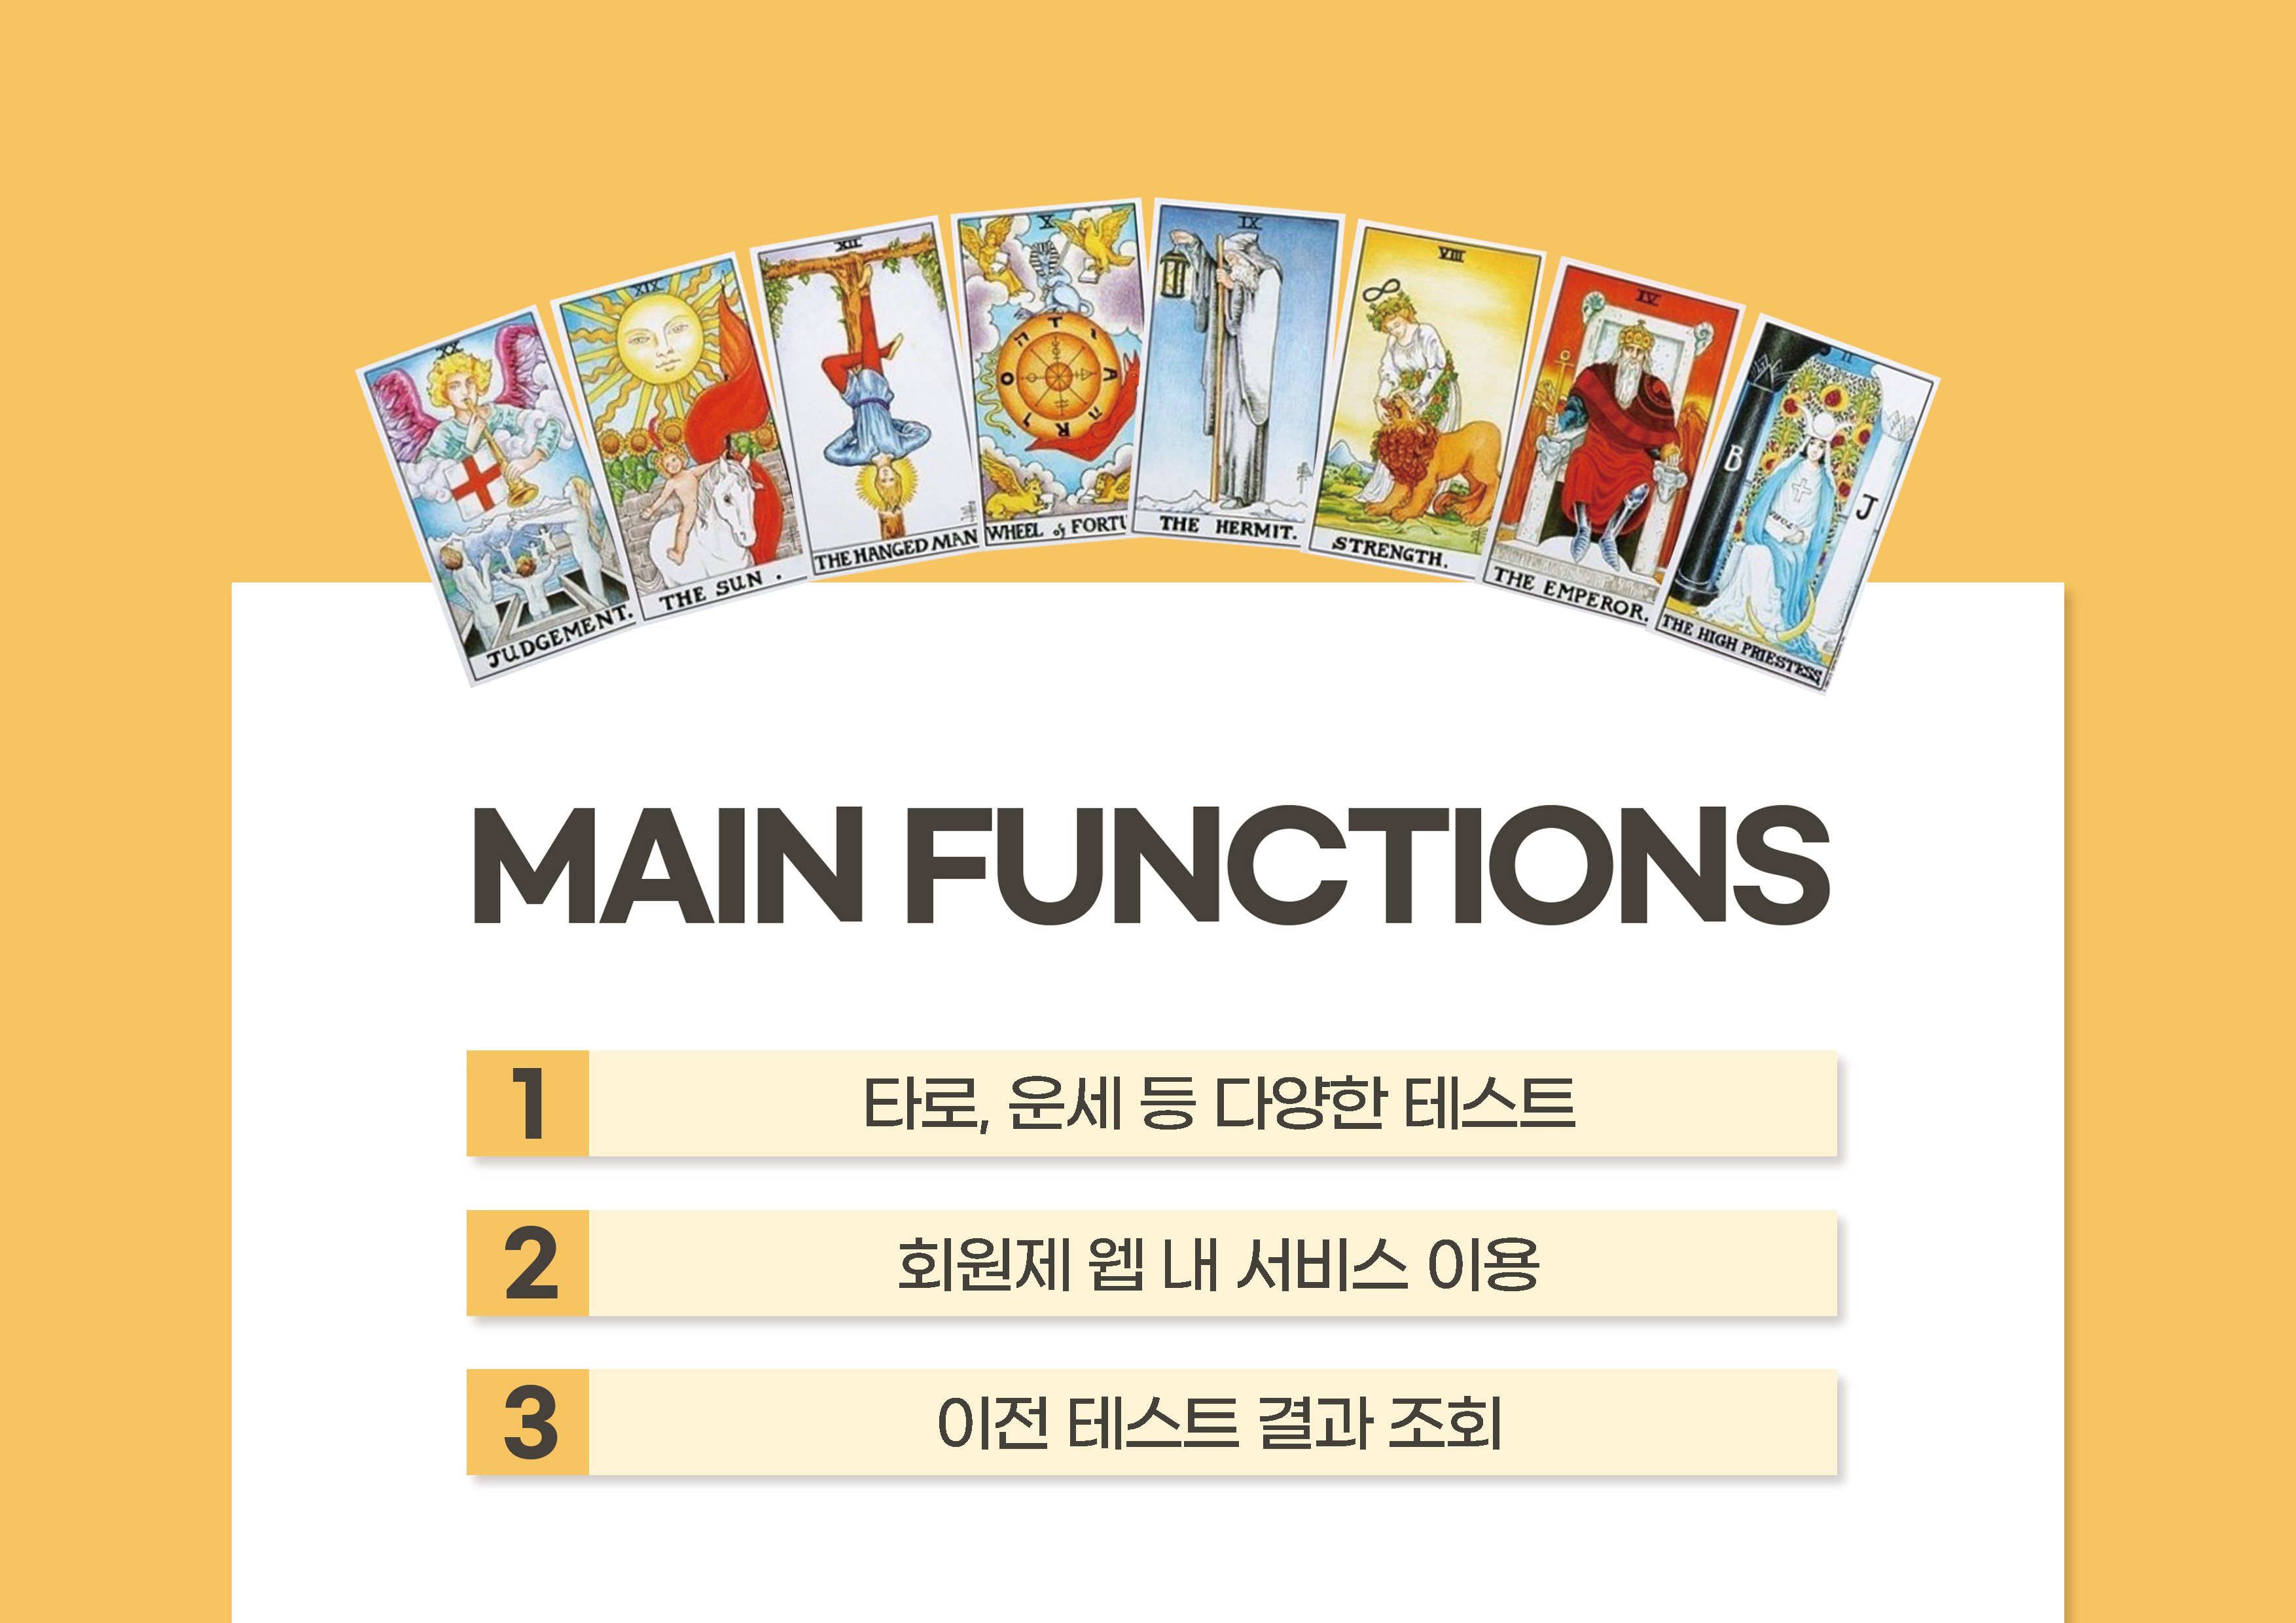 XX
JUDGEMENT.
XIX
THE SUN .
XII
THE HANGED MAN
X
T A R O
WHEEL of FORTU
IX
THE HERMIT.
VIII
STRENGTH.
IV
THE EMPEROR.
II
B J
THE HIGH PRIESTESS
MAIN FUNCTIONS
1 타로, 운세 등 다양한 테스트
2 회원제 웹 내 서비스 이용
3 이전 테스트 결과 조회